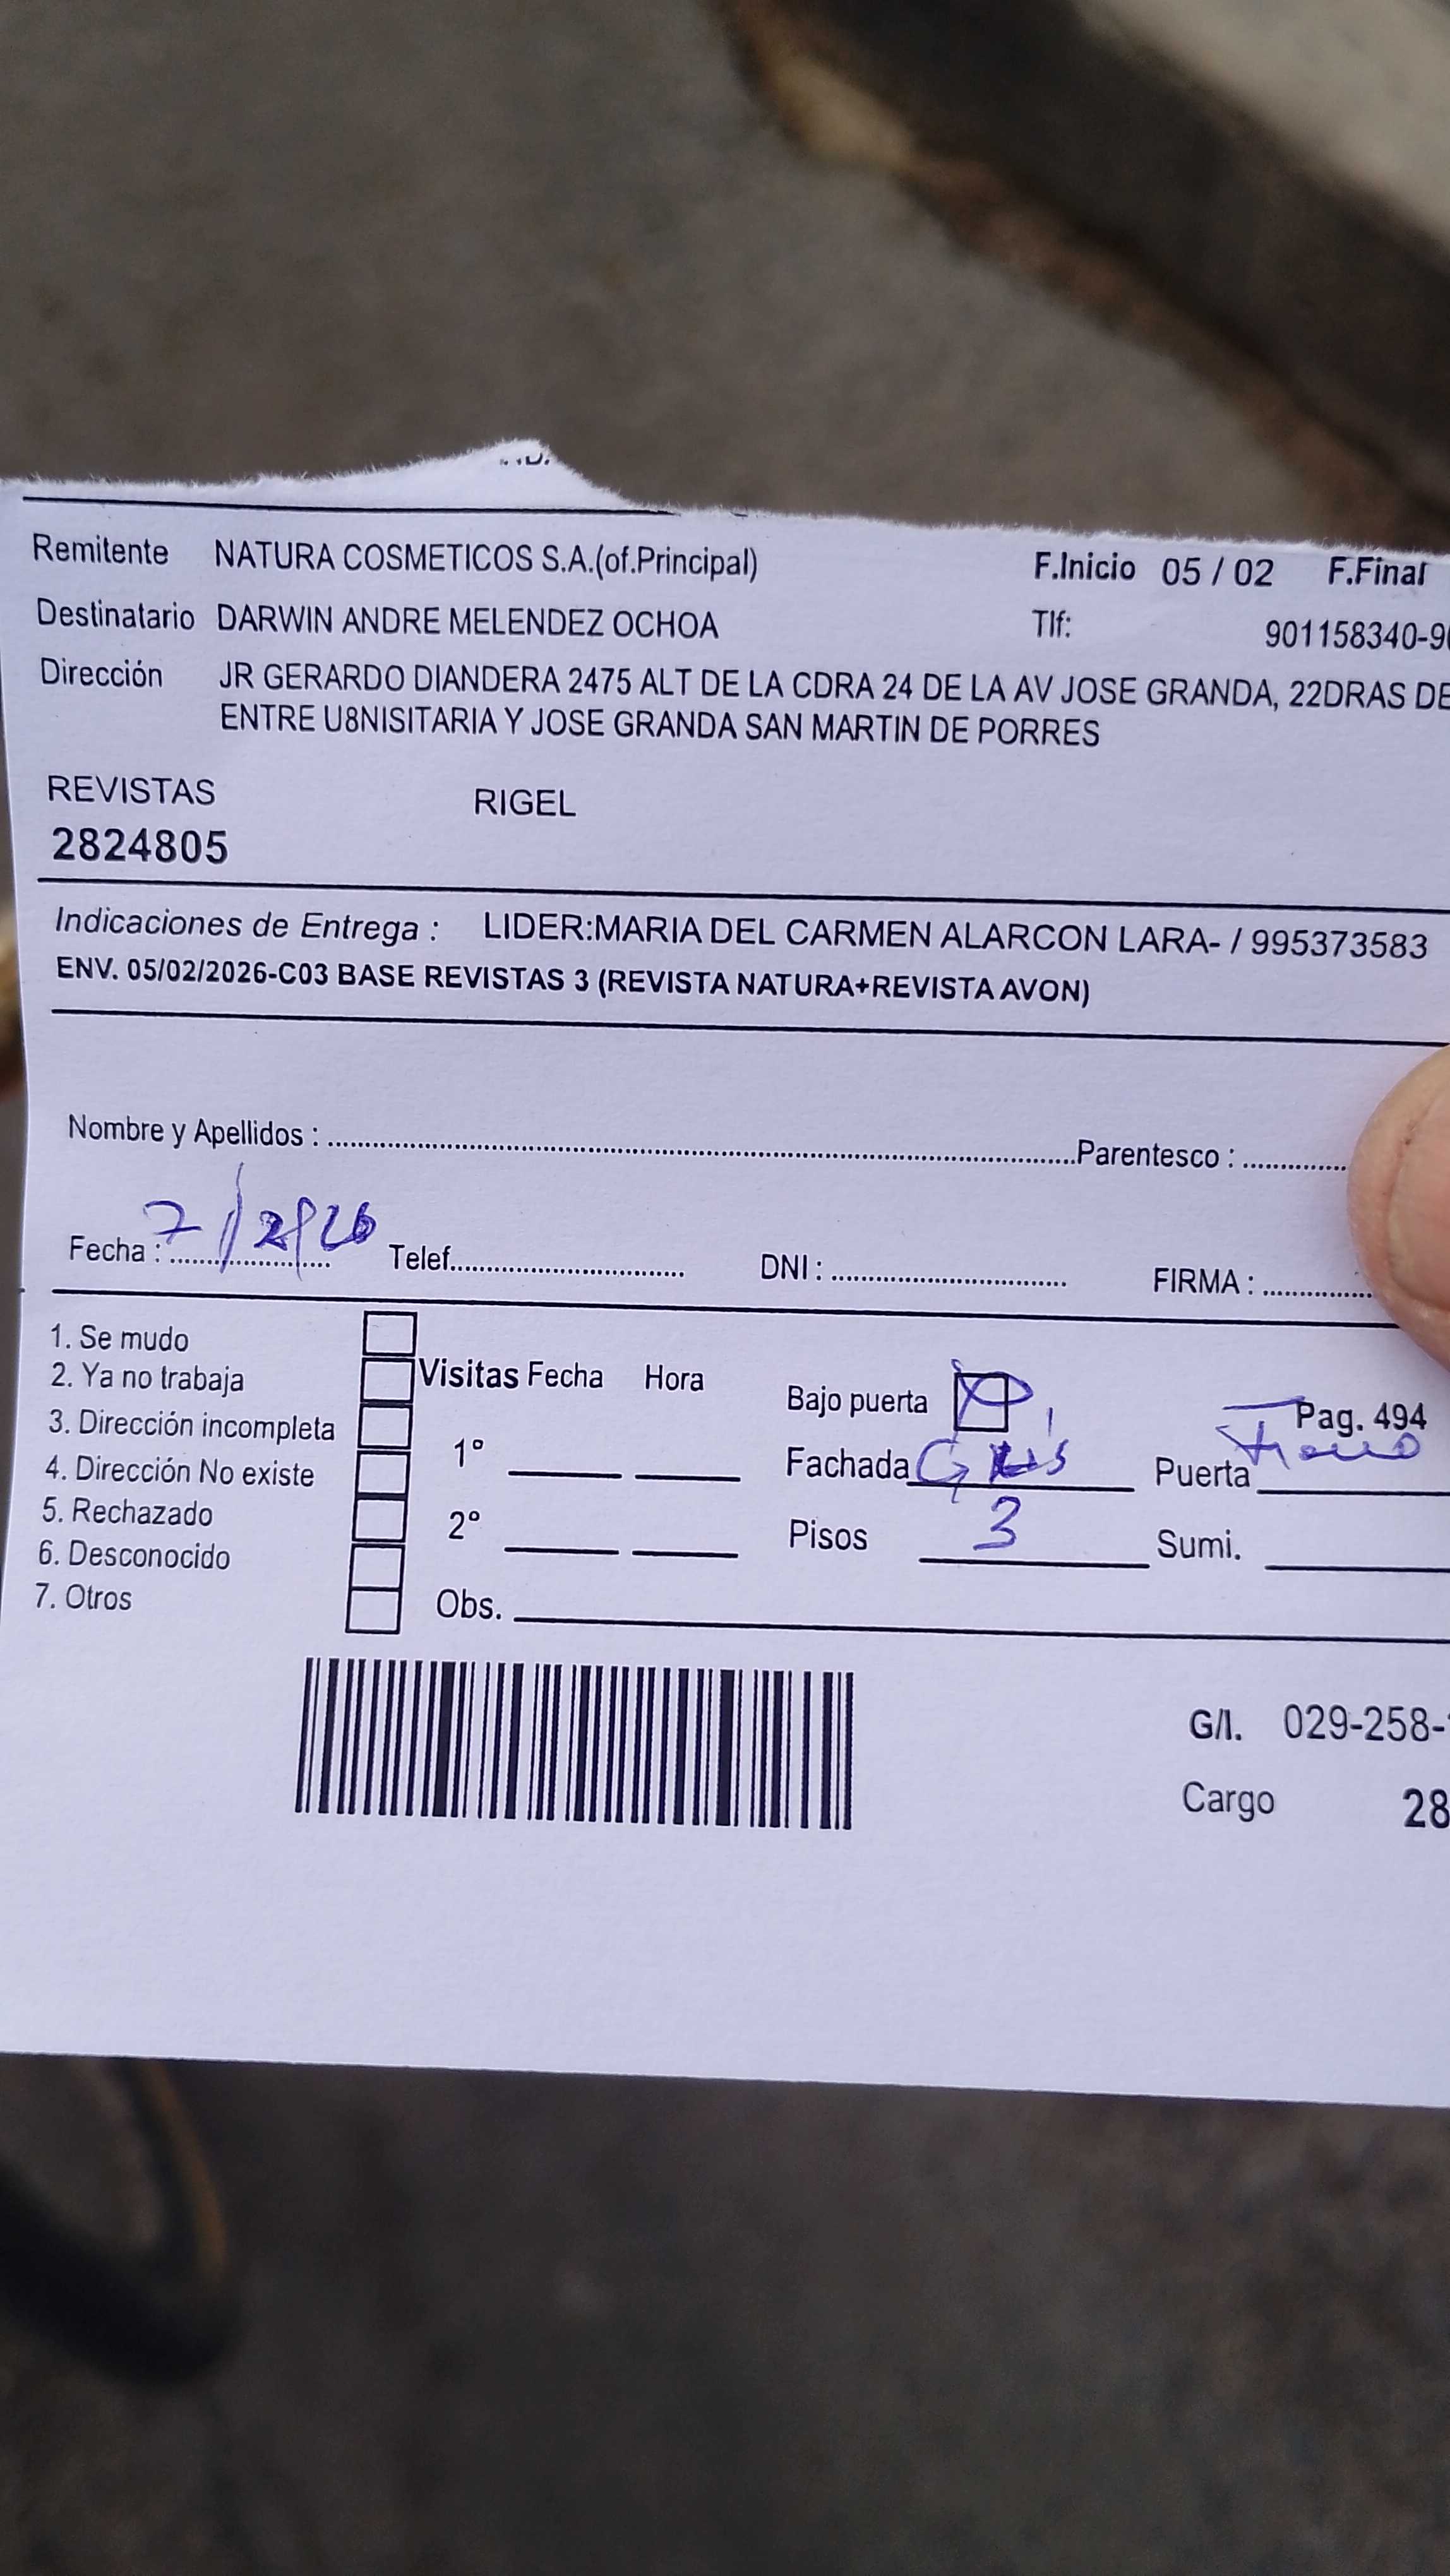 Remitente NATURA COSMETICOS S.A.(of.Principal) F.Inicio 05 / 02 F.Final
Destinatario DARWIN ANDRE MELENDEZ OCHOA Tlf: 901158340-9
Dirección JR GERARDO DIANDERA 2475 ALT DE LA CDRA 24 DE LA AV JOSE GRANDA, 22DRAS DE
ENTRE U8NISITARIA Y JOSE GRANDA SAN MARTIN DE PORRES
REVISTAS RIGEL
2824805
Indicaciones de Entrega : LIDER:MARIA DEL CARMEN ALARCON LARA- / 995373583
ENV. 05/02/2026-C03 BASE REVISTAS 3 (REVISTA NATURA+REVISTA AVON)
Nombre y Apellidos : Parentesco :
Fecha : 7/2/26 Telef. DNI : FIRMA :
1. Se mudo
2. Ya no trabaja Visitas Fecha Hora Bajo puerta Pag. 494
3. Dirección incompleta 1º Fachada Gris Puerta
4. Dirección No existe
5. Rechazado 2º Pisos 3 Sumi.
6. Desconocido
7. Otros Obs.
G/I. 029-258-
Cargo 28